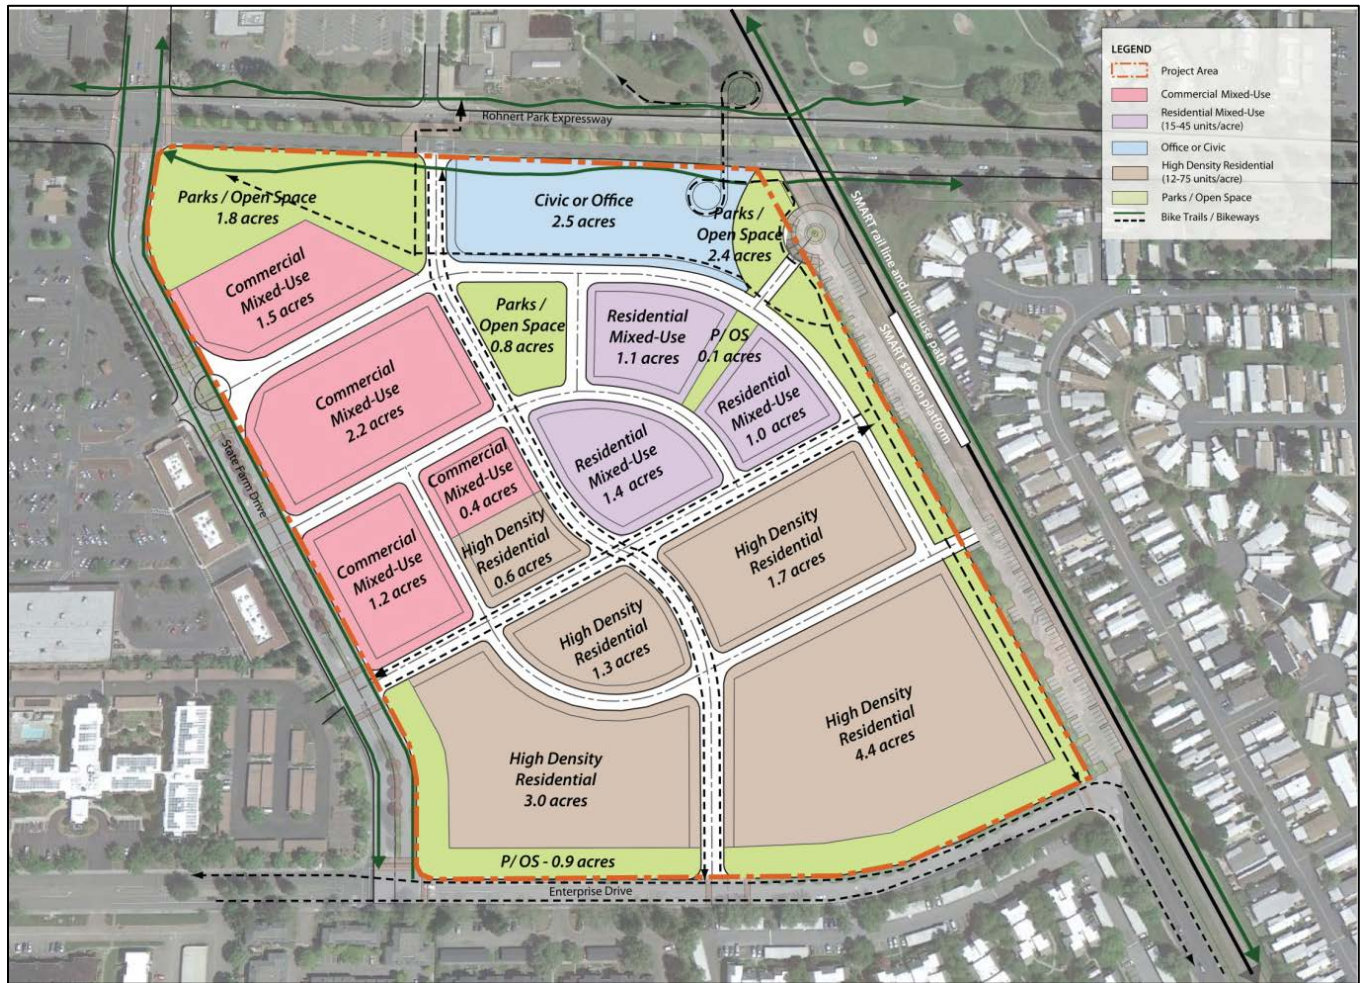 LEGEND
Project Area
Commercial Mixed-Use
Residential Mixed-Use
(15-45 units/acre)
Office or Civic
High Density Residential
(12-75 units/acre)
Parks / Open Space
Bike Trails / Bikeways
Rohnert Park Expressway
Parks / Open Space
1.8 acres
Civic or Office
2.5 acres
Parks /
Open Space
2.4 acres
SMART rail line and multi-use path
SMART station platform
Commercial
Mixed-Use
1.5 acres
Parks /
Open Space
0.8 acres
Residential
Mixed-Use
1.1 acres
P/ OS
0.1 acres
Residential
Mixed-Use
1.0 acres
Commercial
Mixed-Use
2.2 acres
Residential
Mixed-Use
1.4 acres
State Farm Drive
Commercial
Mixed-Use
0.4 acres
High Density
Residential
0.6 acres
Commercial
Mixed-Use
1.2 acres
High Density
Residential
1.7 acres
High Density
Residential
1.3 acres
High Density
Residential
4.4 acres
High Density
Residential
3.0 acres
P/ OS - 0.9 acres
Enterprise Drive